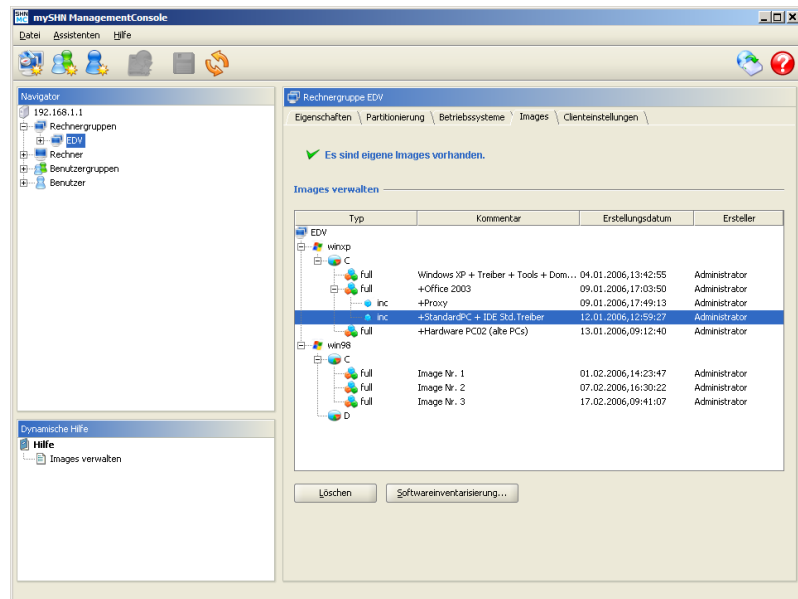 SHN MC mySHN ManagementConsole
Datei Assistenten Hilfe
Navigator
192.168.1.1
Rechnergruppen
EDV
Rechner
Benutzergruppen
Benutzer
Dynamische Hilfe
Hilfe
Images verwalten
Rechnergruppe EDV
Eigenschaften \ Partitionierung \ Betriebssysteme \ Images \ Clienteinstellungen \
Es sind eigene Images vorhanden.
Images verwalten
Typ Kommentar Erstellungsdatum Ersteller
EDV
winxp
C
full Windows XP + Treiber + Tools + Dom... 04.01.2006,13:42:55 Administrator
full +Office 2003 09.01.2006,17:03:50 Administrator
inc +Proxy 09.01.2006,17:49:13 Administrator
inc +StandardPC + IDE Std.Treiber 12.01.2006,12:59:27 Administrator
full +Hardware PC02 (alte PCs) 13.01.2006,09:12:40 Administrator
win98
C
full Image Nr. 1 01.02.2006,14:23:47 Administrator
full Image Nr. 2 07.02.2006,16:30:22 Administrator
full Image Nr. 3 17.02.2006,09:41:07 Administrator
D
Löschen Softwareinventarisierung...